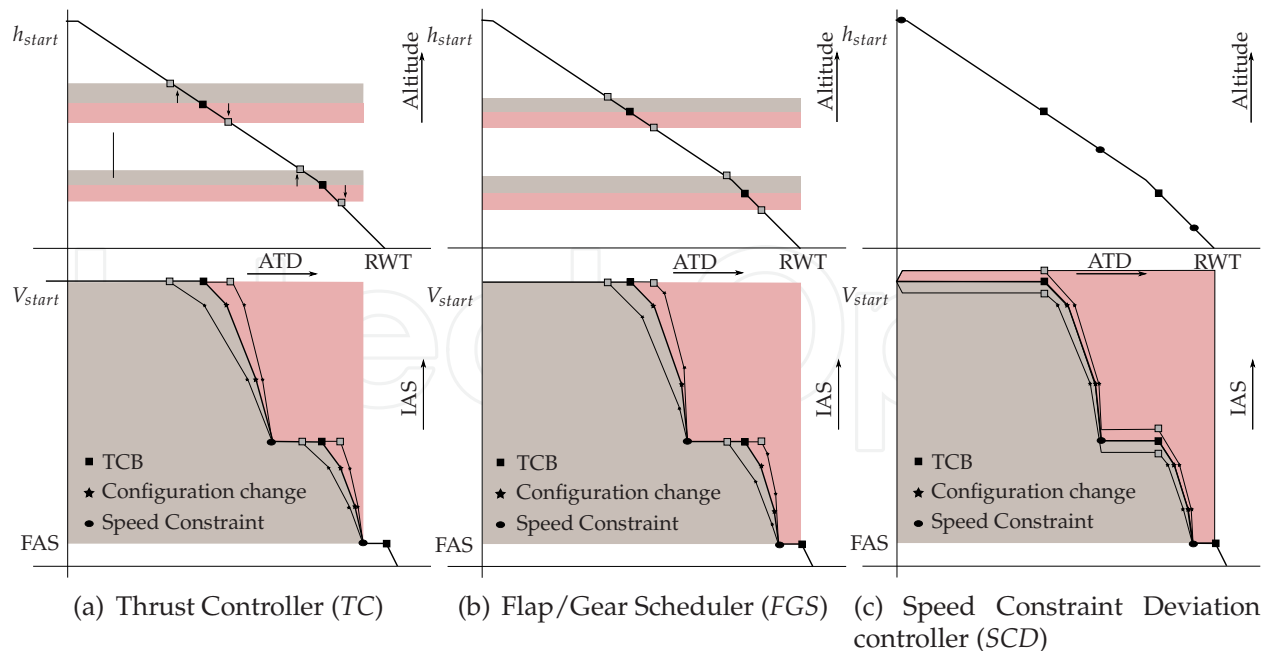 h_start
Altitude
ATD
RWT
V_start
IAS
TCB
Configuration change
Speed Constraint
FAS
(a) Thrust Controller (TC)
h_start
Altitude
ATD
RWT
V_start
IAS
TCB
Configuration change
Speed Constraint
FAS
(b) Flap/Gear Scheduler (FGS)
h_start
Altitude
ATD
RWT
V_start
IAS
TCB
Configuration change
Speed Constraint
FAS
(c) Speed Constraint Deviation
controller (SCD)